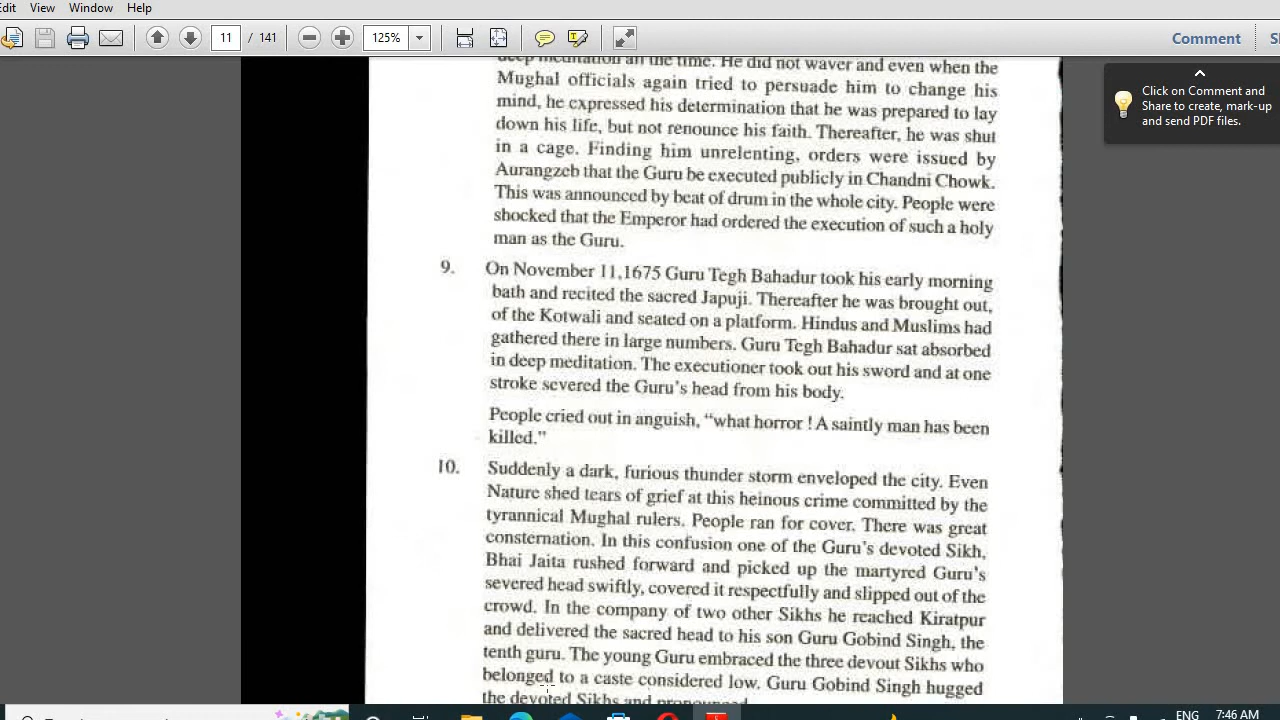 Edit View Window Help
11 / 141 125% Comment
Click on Comment and
Share to create, mark-up
and send PDF files.
deep meditation all the time. He did not waver and even when the
Mughal officials again tried to persuade him to change his
mind, he expressed his determination that he was prepared to lay
down his life, but not renounce his faith. Thereafter, he was shut
in a cage. Finding him unrelenting, orders were issued by
Aurangzeb that the Guru be executed publicly in Chandni Chowk.
This was announced by beat of drum in the whole city. People were
shocked that the Emperor had ordered the execution of such a holy
man as the Guru.
9. On November 11,1675 Guru Tegh Bahadur took his early morning
bath and recited the sacred Japuji. Thereafter he was brought out,
of the Kotwali and seated on a platform. Hindus and Muslims had
gathered there in large numbers. Guru Tegh Bahadur sat absorbed
in deep meditation. The executioner took out his sword and at one
stroke severed the Guru's head from his body.
People cried out in anguish, "what horror ! A saintly man has been
killed."
10. Suddenly a dark, furious thunder storm enveloped the city. Even
Nature shed tears of grief at this heinous crime committed by the
tyrannical Mughal rulers. People ran for cover. There was great
consternation. In this confusion one of the Guru's devoted Sikh,
Bhai Jaita rushed forward and picked up the martyred Guru's
severed head swiftly, covered it respectfully and slipped out of the
crowd. In the company of two other Sikhs he reached Kiratpur
and delivered the sacred head to his son Guru Gobind Singh, the
tenth guru. The young Guru embraced the three devout Sikhs who
belonged to a caste considered low. Guru Gobind Singh hugged
the devoted Sikhs and pronounced
ENG 7:46 AM